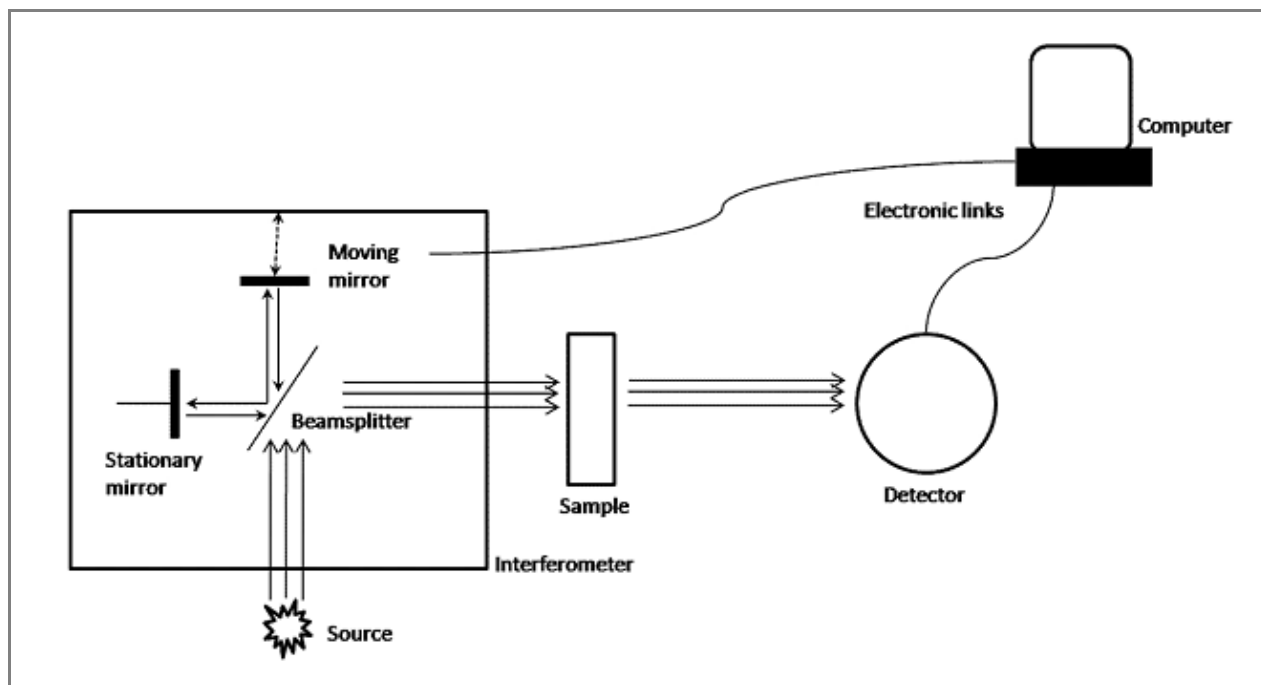 Computer
Electronic links
Moving
mirror
Beamsplitter
Stationary
mirror
Sample
Detector
Interferometer
Source